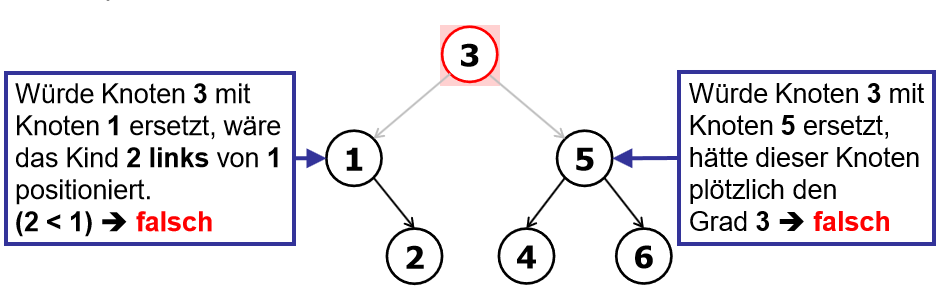 3
Würde Knoten 3 mit
Knoten 1 ersetzt, wäre
das Kind 2 links von 1
positioniert.
(2 < 1) ➔ falsch
1
5
Würde Knoten 3 mit
Knoten 5 ersetzt,
hätte dieser Knoten
plötzlich den
Grad 3 ➔ falsch
2
4
6